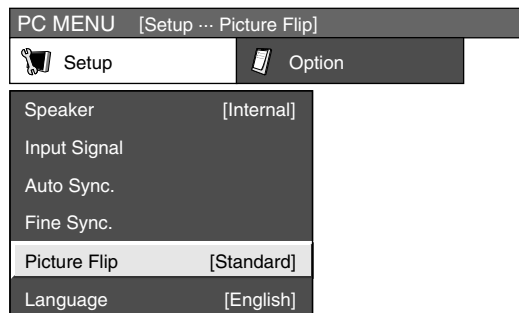 PC MENU [Setup ··· Picture Flip]
Setup Option
Speaker [Internal]
Input Signal
Auto Sync.
Fine Sync.
Picture Flip [Standard]
Language [English]